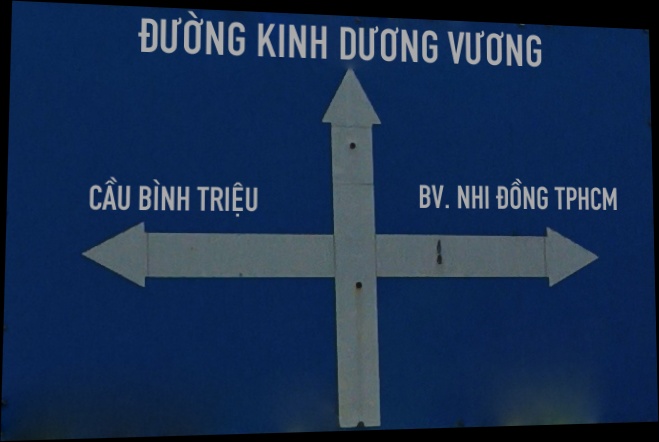 ĐƯỜNG KINH DƯƠNG VƯƠNG
CẦU BÌNH TRIỆU
BV. NHI ĐỒNG TPHCM